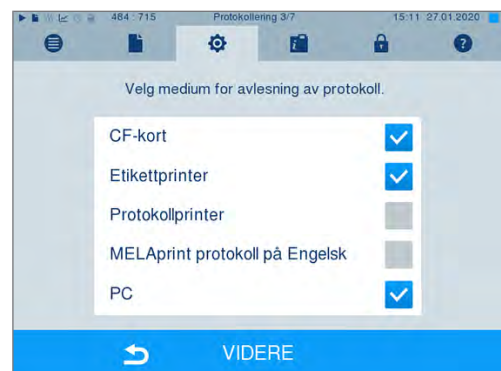 484 : 715 Protokollering 3/7 15:11 27.01.2020
Velg medium for avlesning av protokoll.
CF-kort
Etikettprinter
Protokollprinter
MELAprint protokoll på Engelsk
PC
VIDERE